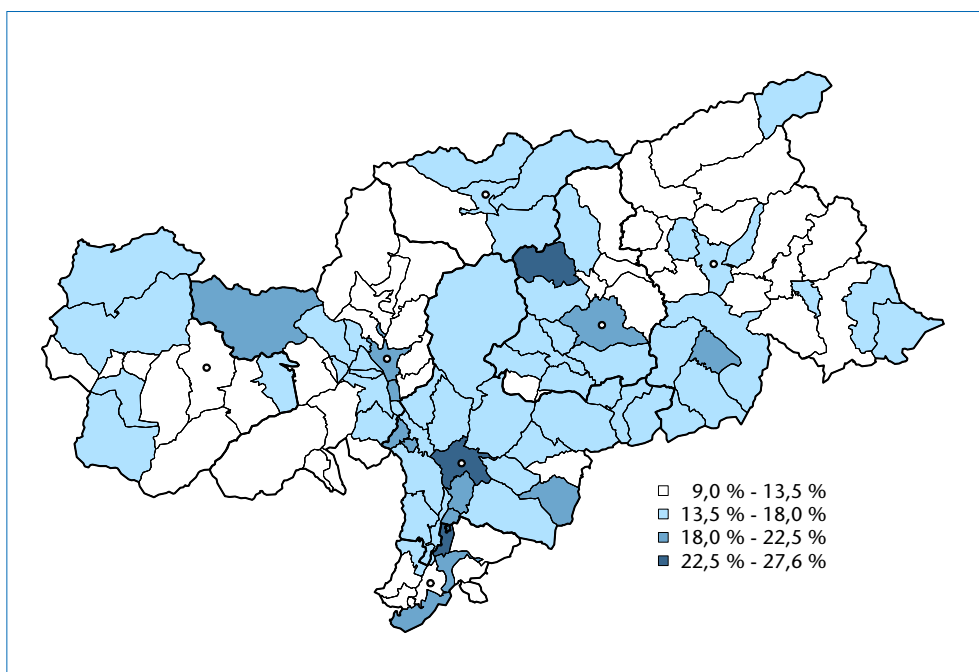 9,0 % - 13,5 %
13,5 % - 18,0 %
18,0 % - 22,5 %
22,5 % - 27,6 %